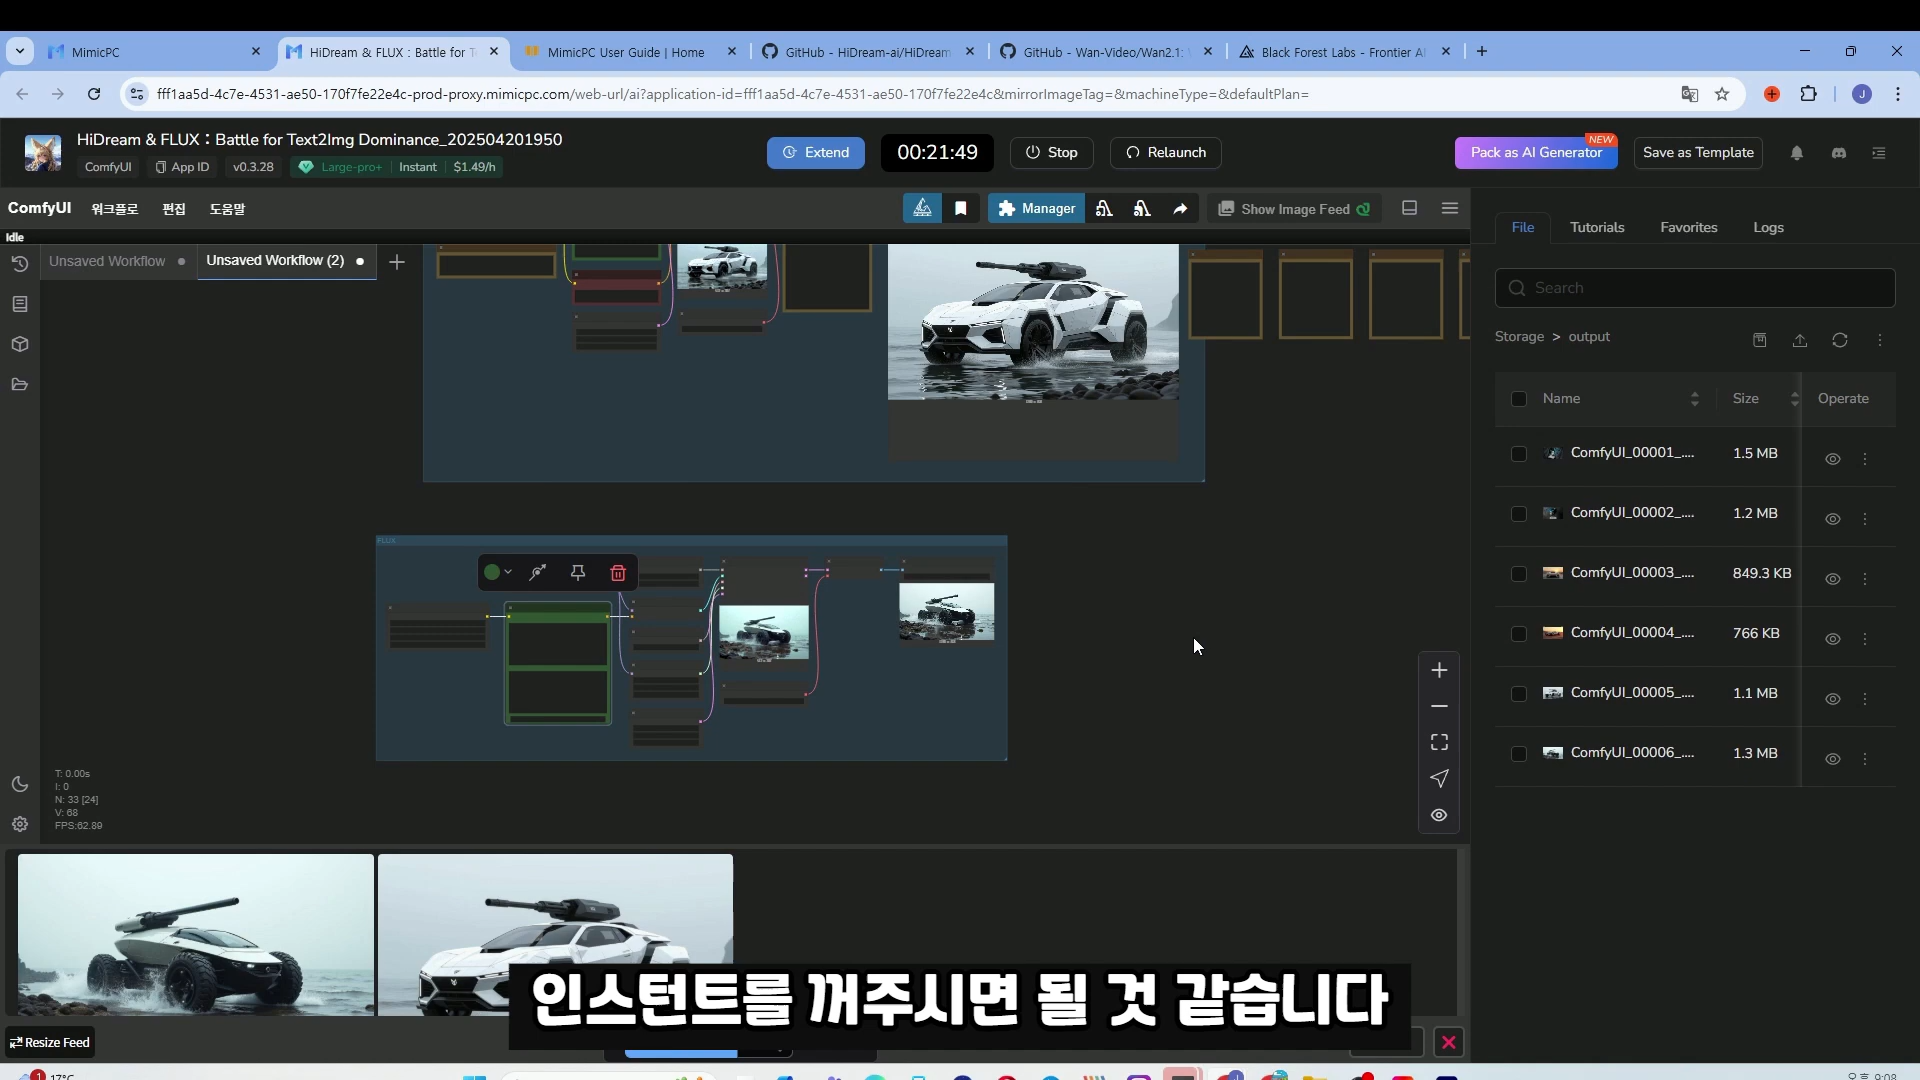 MimicPC
HiDream & FLUX : Battle for T
MimicPC User Guide | Home
GitHub - HiDream-ai/HiDream
GitHub - Wan-Video/Wan2.1:
Black Forest Labs - Frontier A
fff1aa5d-4c7e-4531-ae50-170f7fe22e4c-prod-proxy.mimicpc.com/web-url/ai?application-id=fff1aa5d-4c7e-4531-ae50-170f7fe22e4c&mirrorImageTag=&machineType=&defaultPlan=
J
HiDream & FLUX：Battle for Text2Img Dominance_202504201950
ComfyUI
App ID
v0.3.28
Large-pro+
Instant
$1.49/h
Extend
00:21:49
Stop
Relaunch
Pack as AI Generator
NEW
Save as Template
ComfyUI
워크플로
편집
도움말
Manager
Show Image Feed
Idle
Unsaved Workflow
Unsaved Workflow (2)
File
Tutorials
Favorites
Logs
Search
Storage > output
Name
Size
Operate
ComfyUI_00001_....
1.5 MB
ComfyUI_00002_....
1.2 MB
ComfyUI_00003_....
849.3 KB
ComfyUI_00004_....
766 KB
ComfyUI_00005_....
1.1 MB
ComfyUI_00006_....
1.3 MB
FLUX
T: 0.00s
I: 0
N: 33 [24]
V: 68
FPS:62.89
인스턴트를 꺼주시면 될 것 같습니다
Resize Feed
1
17°C
오후 9:08